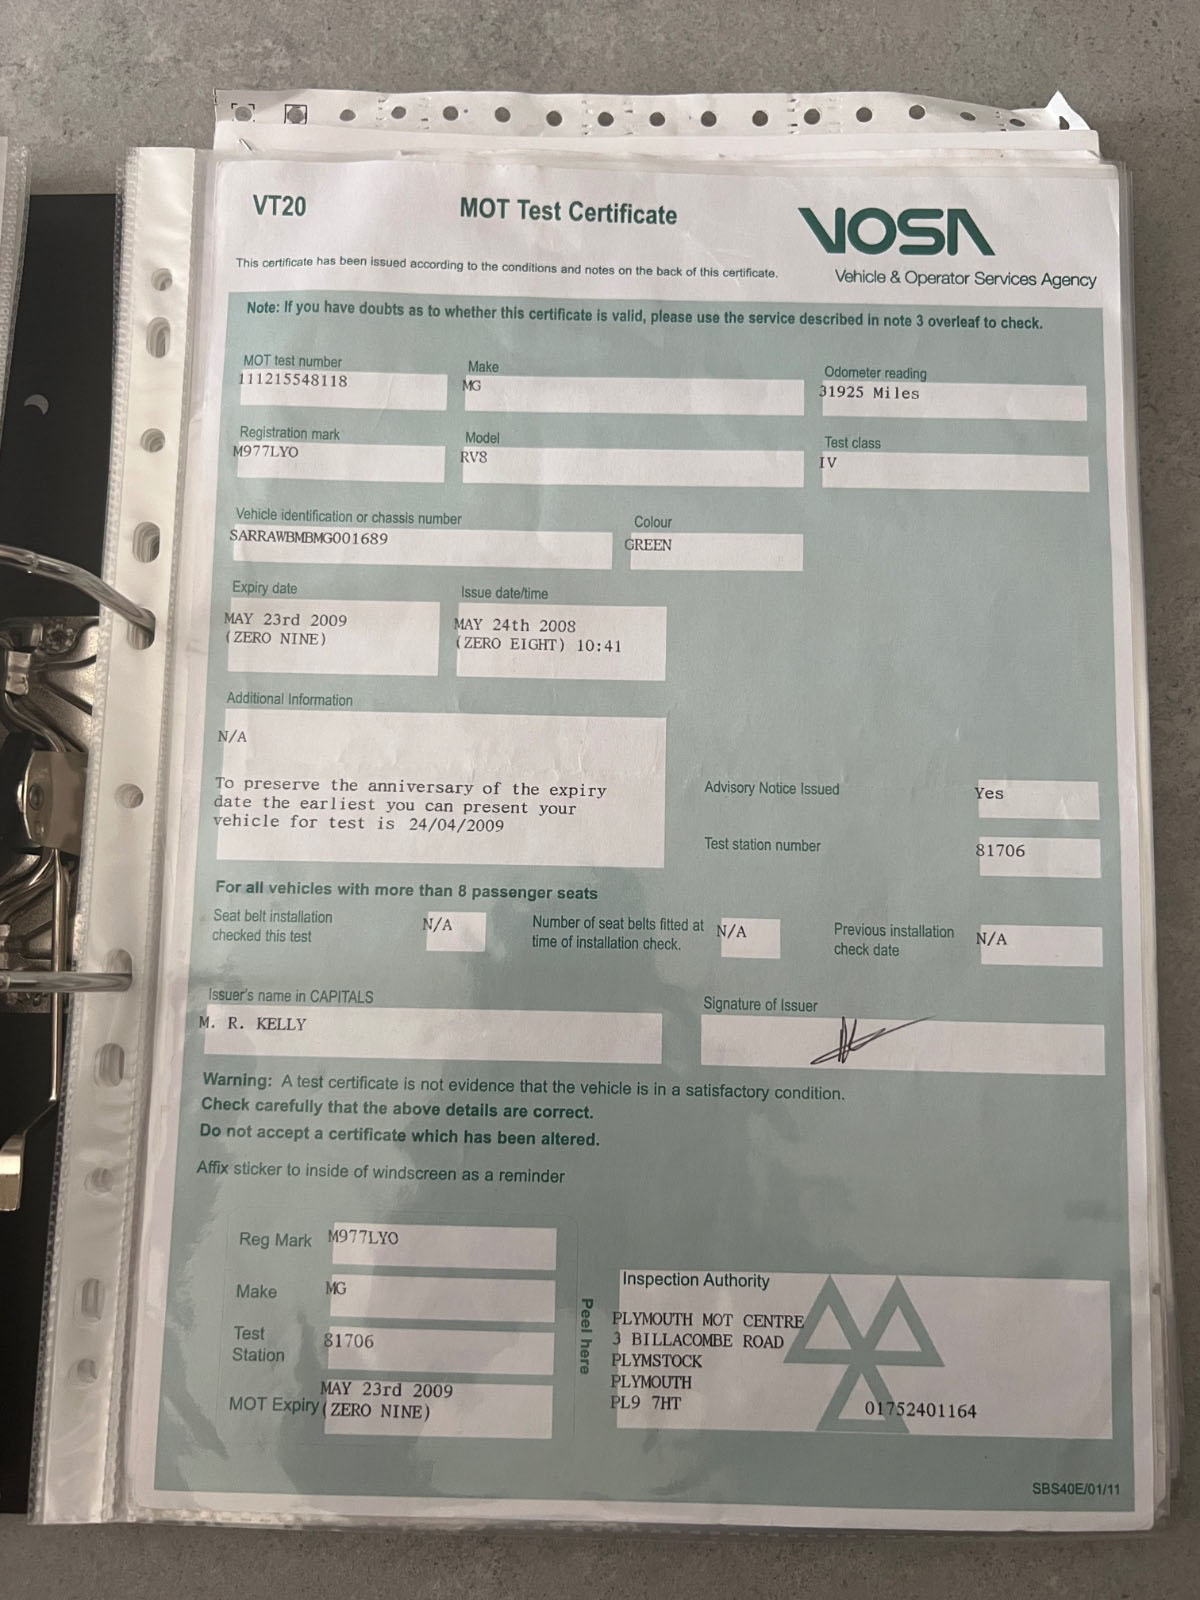 VT20
MOT Test Certificate
VOSA
Vehicle & Operator Services Agency
This certificate has been issued according to the conditions and notes on the back of this certificate.
Note: If you have doubts as to whether this certificate is valid, please use the service described in note 3 overleaf to check.
MOT test number
111215548118
Make
MG
Odometer reading
31925 Miles
Registration mark
M977LYO
Model
RV8
Test class
IV
Vehicle identification or chassis number
SARRAWBMBMG001689
Colour
GREEN
Expiry date
MAY 23rd 2009
(ZERO NINE)
Issue date/time
MAY 24th 2008
(ZERO EIGHT) 10:41
Additional Information
N/A
To preserve the anniversary of the expiry
date the earliest you can present your
vehicle for test is 24/04/2009
Advisory Notice Issued
Yes
Test station number
81706
For all vehicles with more than 8 passenger seats
Seat belt installation
checked this test
N/A
Number of seat belts fitted at
time of installation check.
N/A
Previous installation
check date
N/A
Issuer's name in CAPITALS
M. R. KELLY
Signature of Issuer
Warning: A test certificate is not evidence that the vehicle is in a satisfactory condition.
Check carefully that the above details are correct.
Do not accept a certificate which has been altered.
Affix sticker to inside of windscreen as a reminder
Reg Mark M977LYO
Make MG
Test
Station
81706
MOT Expiry
MAY 23rd 2009
(ZERO NINE)
Peel here
Inspection Authority
PLYMOUTH MOT CENTRE
3 BILLACOMBE ROAD
PLYMSTOCK
PLYMOUTH
PL9 7HT
01752401164
SBS40E/01/11